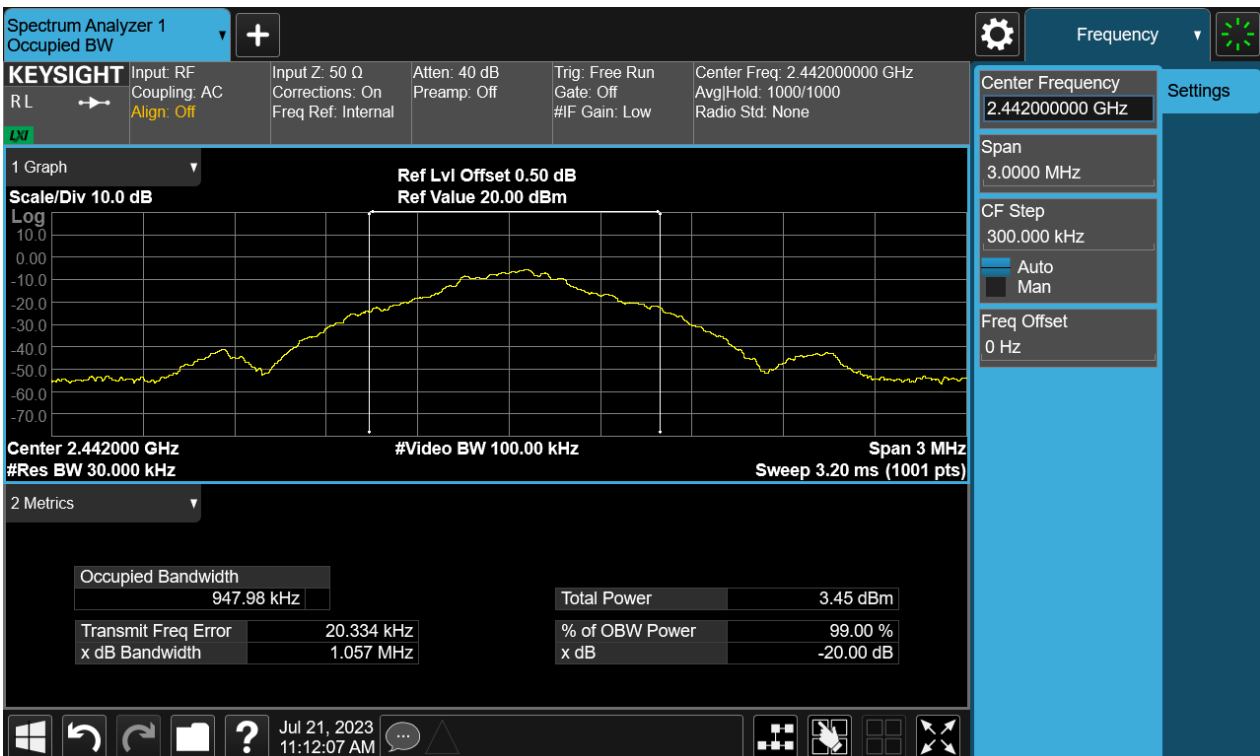 Spectrum Analyzer 1
Occupied BW
+
Frequency
KEYSIGHT
R L
LXI
Input: RF
Coupling: AC
Align: Off
Input Z: 50 Ω
Corrections: On
Freq Ref: Internal
Atten: 40 dB
Preamp: Off
Trig: Free Run
Gate: Off
#IF Gain: Low
Center Freq: 2.442000000 GHz
Avg|Hold: 1000/1000
Radio Std: None
Center Frequency
2.442000000 GHz
Settings
Span
3.0000 MHz
CF Step
300.000 kHz
Auto
Man
Freq Offset
0 Hz
1 Graph
Ref Lvl Offset 0.50 dB
Scale/Div 10.0 dB
Ref Value 20.00 dBm
Log
10.0
0.00
-10.0
-20.0
-30.0
-40.0
-50.0
-60.0
-70.0
Center 2.442000 GHz
#Video BW 100.00 kHz
Span 3 MHz
#Res BW 30.000 kHz
Sweep 3.20 ms (1001 pts)
2 Metrics
Occupied Bandwidth
947.98 kHz
Total Power 3.45 dBm
Transmit Freq Error 20.334 kHz
% of OBW Power 99.00 %
x dB Bandwidth 1.057 MHz
x dB -20.00 dB
?
Jul 21, 2023
11:12:07 AM